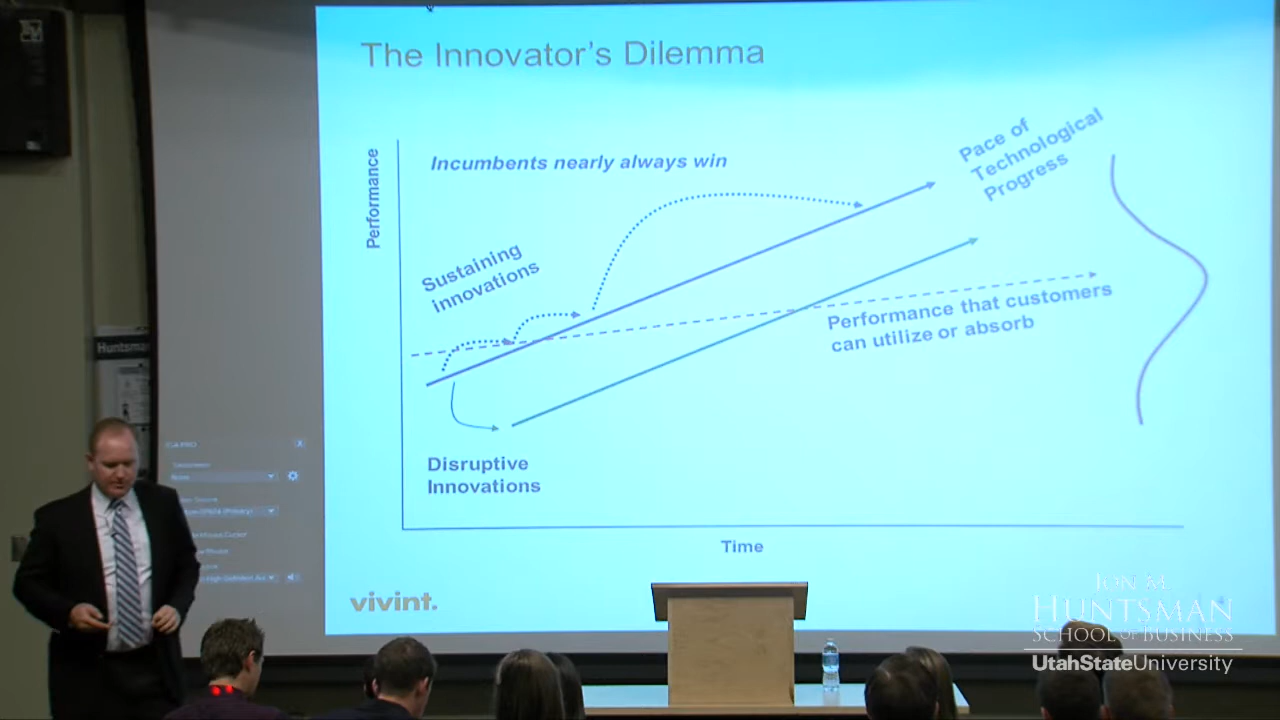 The Innovator's Dilemma
Performance
Incumbents nearly always win
Pace of
Technological
Progress
Sustaining
innovations
Performance that customers
can utilize or absorb
Disruptive
Innovations
Time
vivint.
Huntsman
JON M.
HUNTSMAN
SCHOOL OF BUSINESS
UtahStateUniversity
X